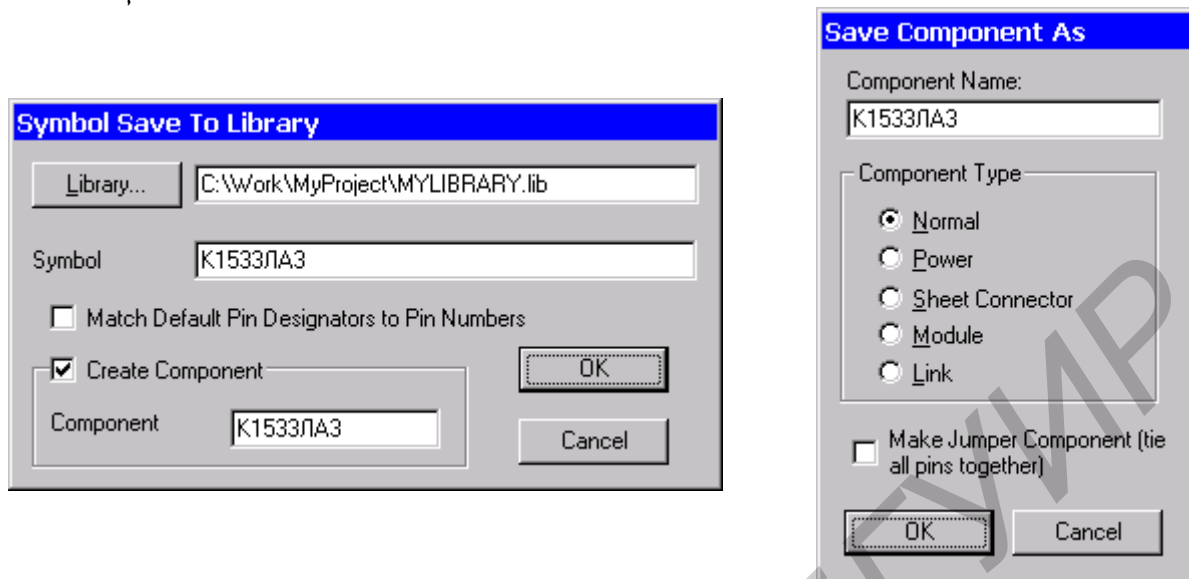 Symbol Save To Library
Library...
C:\Work\MyProject\MYLIBRARY.lib
Symbol
К1533ЛА3
Match Default Pin Designators to Pin Numbers
Create Component
Component
К1533ЛА3
OK
Cancel
Save Component As
Component Name:
К1533ЛА3
Component Type
Normal
Power
Sheet Connector
Module
Link
Make Jumper Component (tie
all pins together)
OK
Cancel
ГУИР